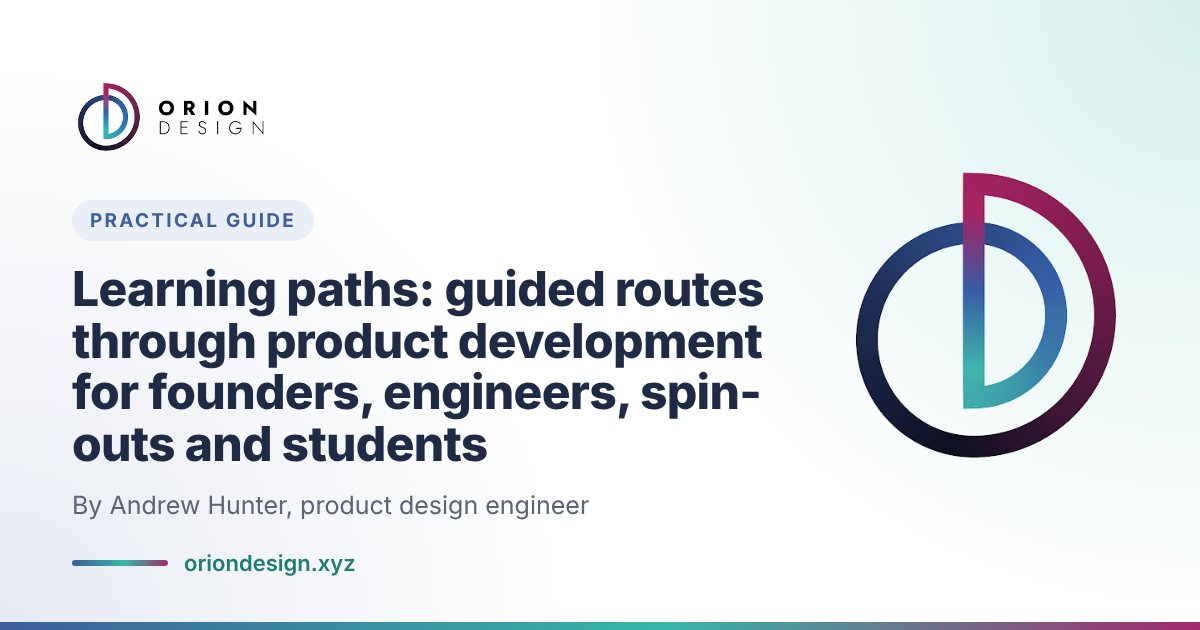 ORION
DESIGN
PRACTICAL GUIDE
Learning paths: guided routes
through product development
for founders, engineers, spin-
outs and students
By Andrew Hunter, product design engineer
oriondesign.xyz